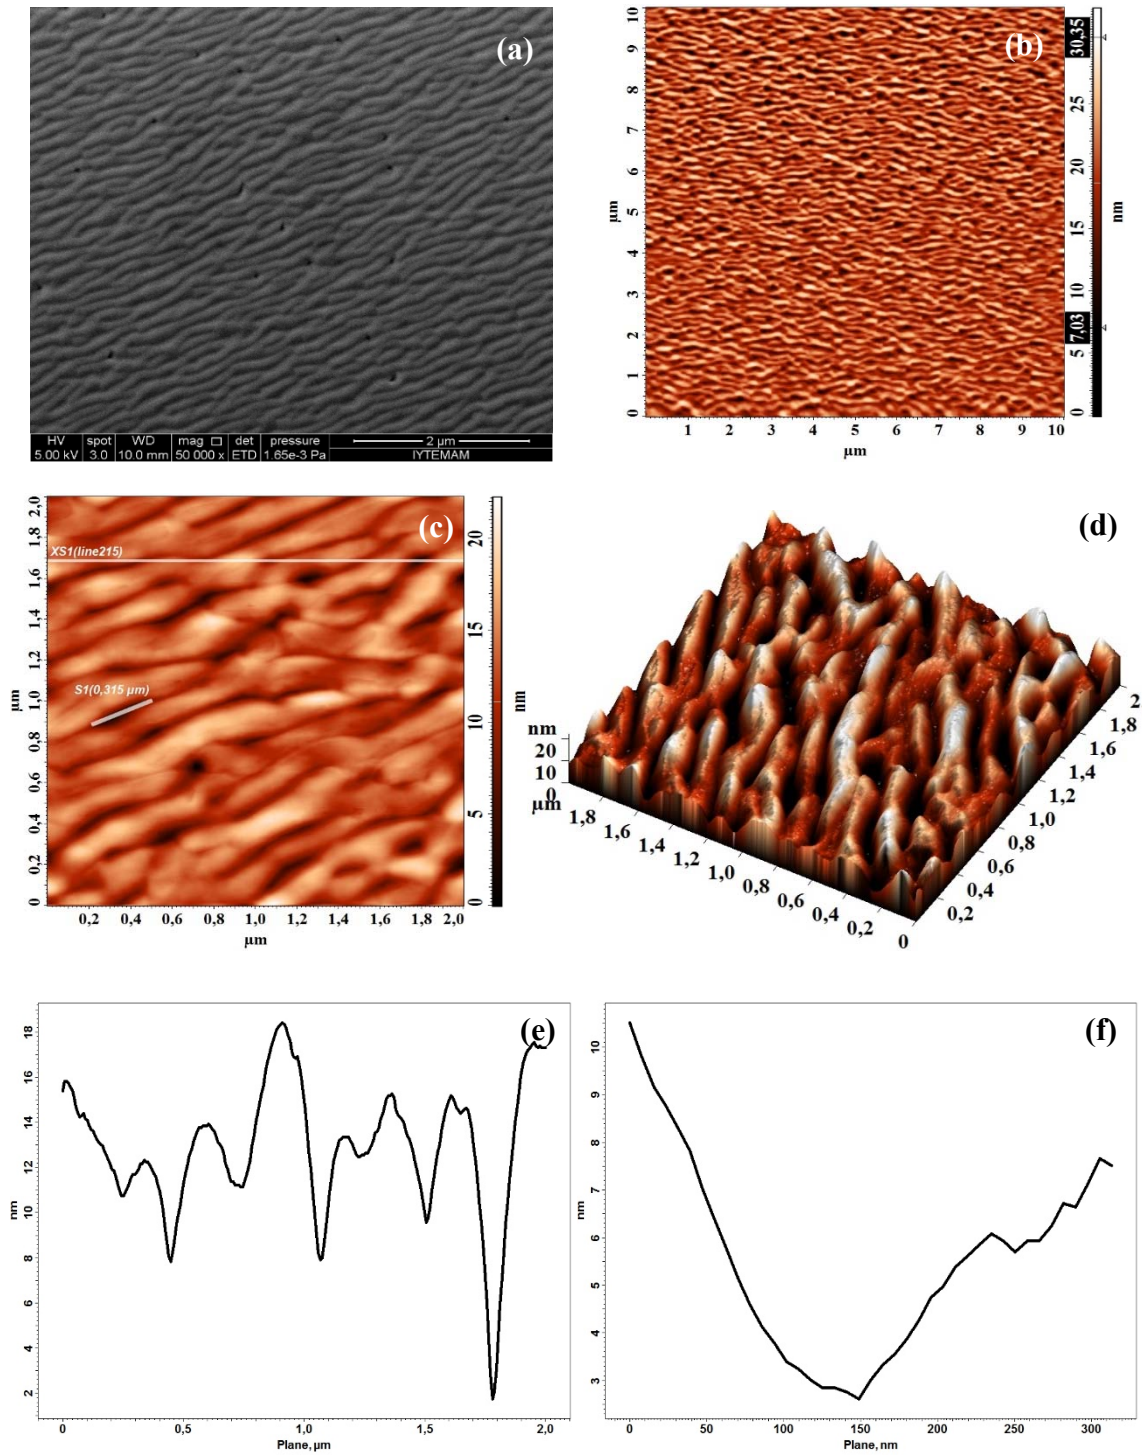 (a)
HV spot WD mag □ det pressure 2 µm
5.00 kV 3.0 10.0 mm 50 000 x ETD 1.65e-3 Pa IYTEMAM
(b)
10
9
8
7
6
5
4
3
2
1
0
µm
1 2 3 4 5 6 7 8 9 10
µm
30,35
25
20
15
10
7,03
5
0
nm
(c)
2,0
1,8
1,6
1,4
1,2
1,0
0,8
0,6
0,4
0,2
0
µm
XS1(line215)
S1(0,315 µm)
0,2 0,4 0,6 0,8 1,0 1,2 1,4 1,6 1,8 2,0
µm
20
15
10
5
0
nm
(d)
nm
20
10
0
µm
1,8
1,6
1,4
1,2
1,0
0,8
0,6
0,4
0,2
0
0,2
0,4
0,6
0,8
1,0
1,2
1,4
1,6
1,8
2
(e)
18
16
14
12
10
8
6
4
2
nm
0 0,5 1,0 1,5 2,0
Plane, µm
(f)
10
9
8
7
6
5
4
3
nm
0 50 100 150 200 250 300
Plane, nm